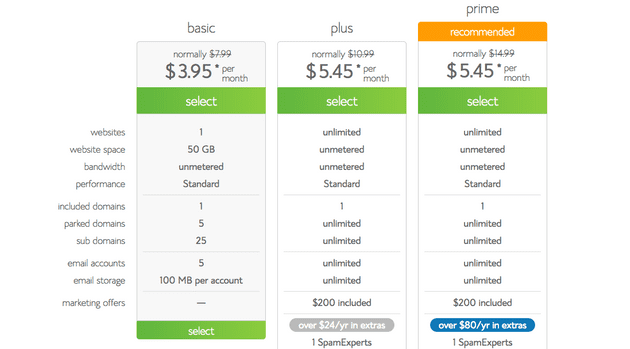 basic plus prime
recommended
normally $7.99 normally $10.99 normally $14.99
$3.95 * per month $5.45 * per month $5.45 * per month
select select select
websites 1 unlimited unlimited
website space 50 GB unmetered unmetered
bandwidth unmetered unmetered unmetered
performance Standard Standard Standard
included domains 1 1 1
parked domains 5 unlimited unlimited
sub domains 25 unlimited unlimited
email accounts 5 unlimited unlimited
email storage 100 MB per account unlimited unlimited
marketing offers — $200 included $200 included
select over $24/yr in extras over $80/yr in extras
1 SpamExperts 1 SpamExperts